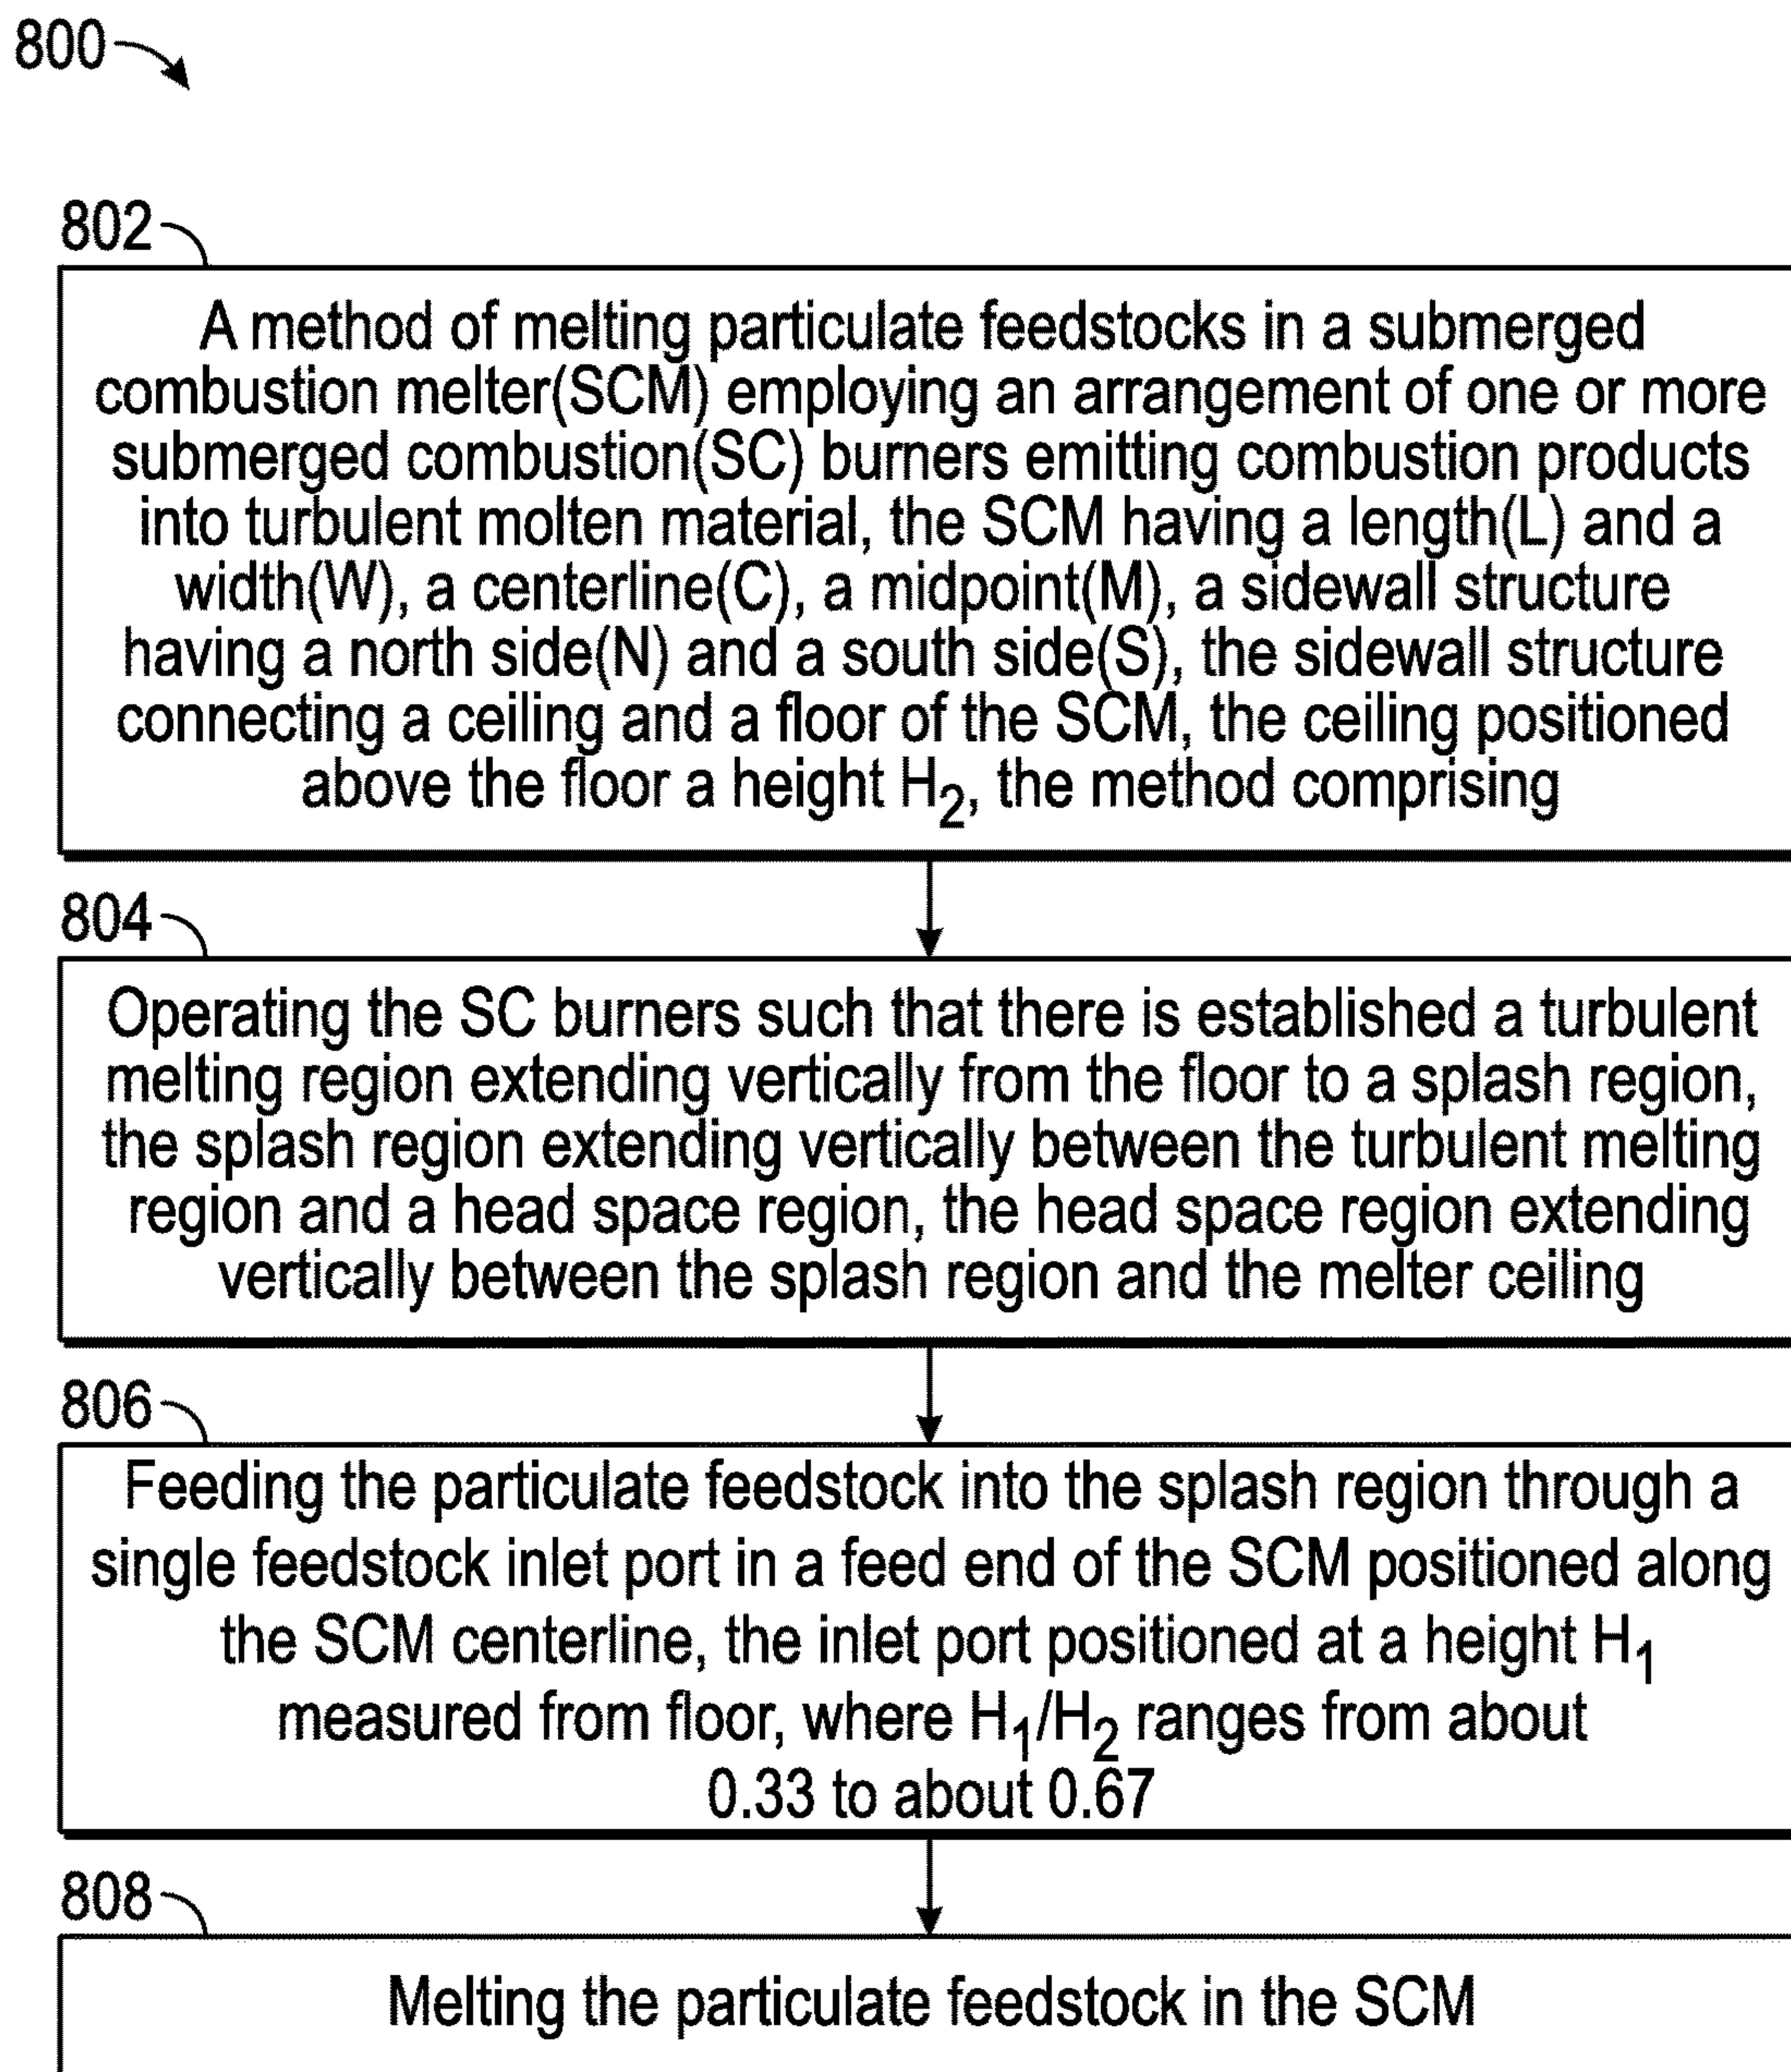 800
802
A method of melting particulate feedstocks in a submerged
combustion melter(SCM) employing an arrangement of one or more
submerged combustion(SC) burners emitting combustion products
into turbulent molten material, the SCM having a length(L) and a
width(W), a centerline(C), a midpoint(M), a sidewall structure
having a north side(N) and a south side(S), the sidewall structure
connecting a ceiling and a floor of the SCM, the ceiling positioned
above the floor a height H₂, the method comprising
804
Operating the SC burners such that there is established a turbulent
melting region extending vertically from the floor to a splash region,
the splash region extending vertically between the turbulent melting
region and a head space region, the head space region extending
vertically between the splash region and the melter ceiling
806
Feeding the particulate feedstock into the splash region through a
single feedstock inlet port in a feed end of the SCM positioned along
the SCM centerline, the inlet port positioned at a height H₁
measured from floor, where H₁/H₂ ranges from about
0.33 to about 0.67
808
Melting the particulate feedstock in the SCM